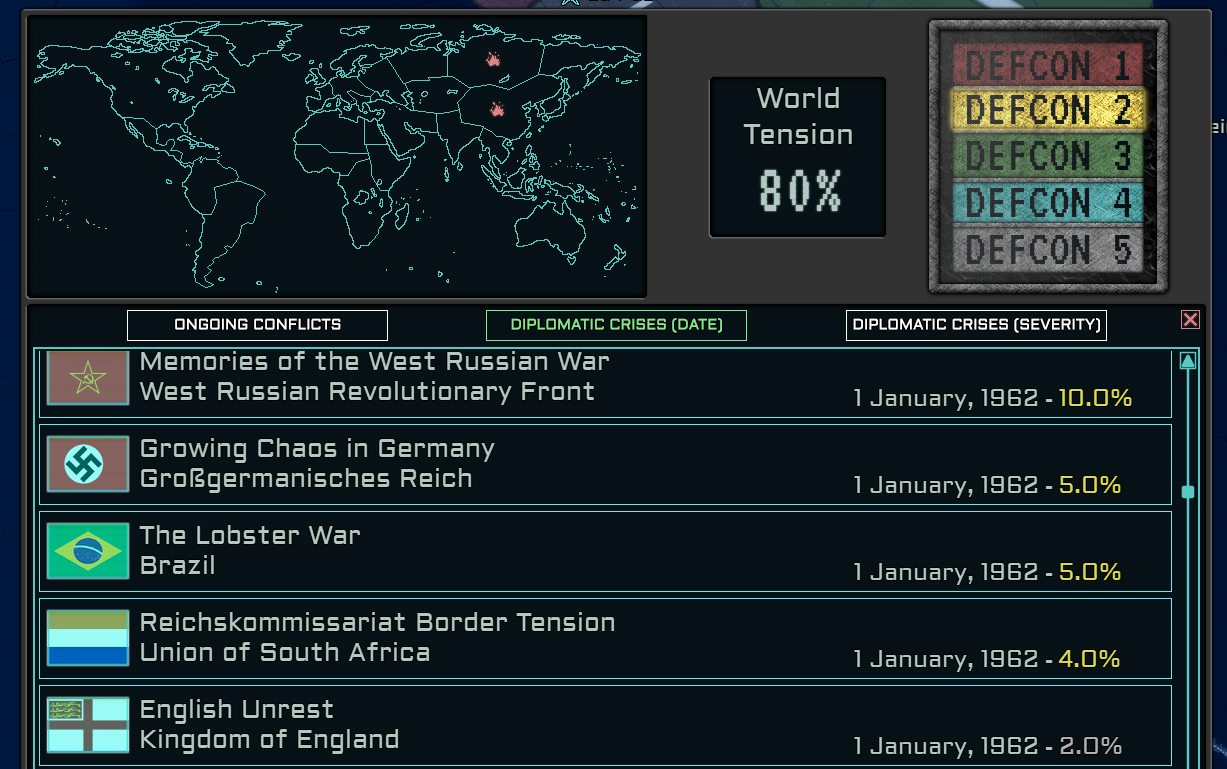 World
Tension
80%
DEFCON 1
DEFCON 2
DEFCON 3
DEFCON 4
DEFCON 5
ONGOING CONFLICTS
DIPLOMATIC CRISES (DATE)
DIPLOMATIC CRISES (SEVERITY)
Memories of the West Russian War
West Russian Revolutionary Front
1 January, 1962 - 10.0%
Growing Chaos in Germany
Großgermanisches Reich
1 January, 1962 - 5.0%
The Lobster War
Brazil
1 January, 1962 - 5.0%
Reichskommissariat Border Tension
Union of South Africa
1 January, 1962 - 4.0%
English Unrest
Kingdom of England
1 January, 1962 - 2.0%